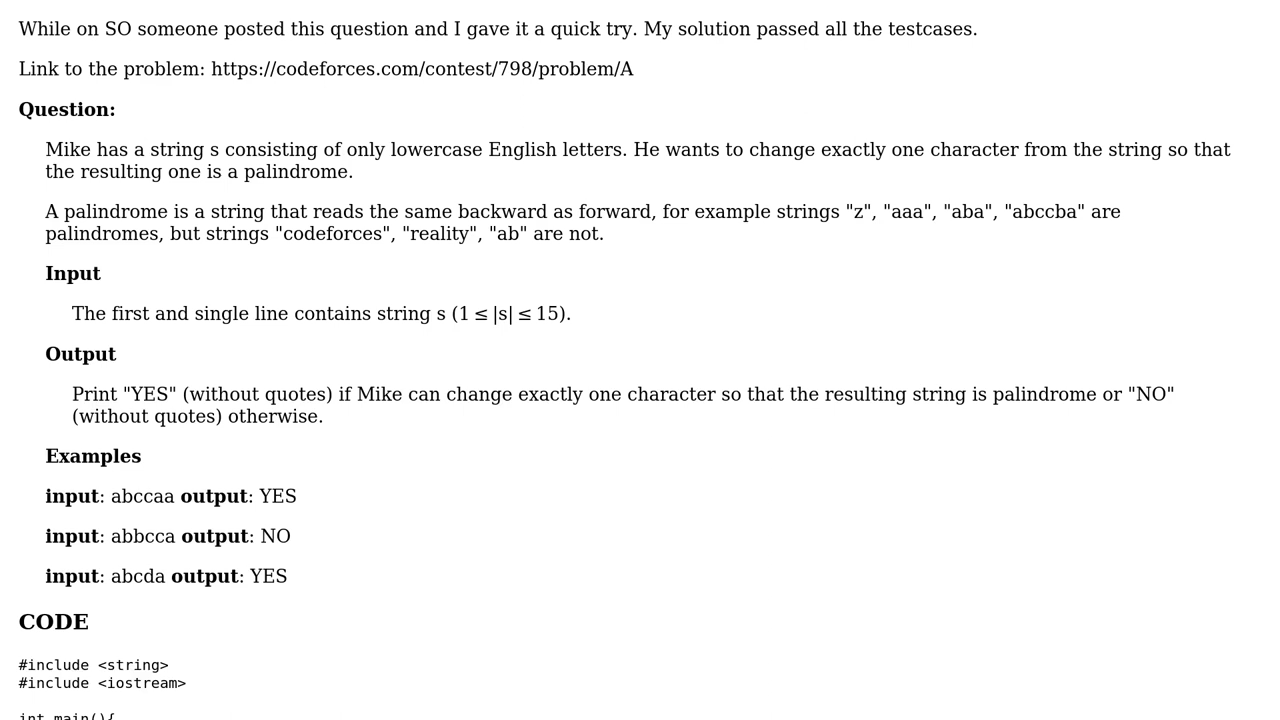 While on SO someone posted this question and I gave it a quick try. My solution passed all the testcases.
Link to the problem: https://codeforces.com/contest/798/problem/A
Question:
Mike has a string s consisting of only lowercase English letters. He wants to change exactly one character from the string so that
the resulting one is a palindrome.
A palindrome is a string that reads the same backward as forward, for example strings "z", "aaa", "aba", "abccba" are
palindromes, but strings "codeforces", "reality", "ab" are not.
Input
The first and single line contains string s (1 ≤ |s| ≤ 15).
Output
Print "YES" (without quotes) if Mike can change exactly one character so that the resulting string is palindrome or "NO"
(without quotes) otherwise.
Examples
input: abccaa output: YES
input: abbcca output: NO
input: abcda output: YES
CODE
#include <string>
#include <iostream>
int main(){